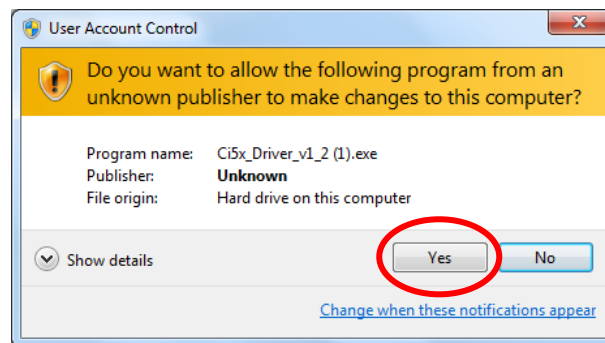 User Account Control
Do you want to allow the following program from an
unknown publisher to make changes to this computer?
Program name: Ci5x_Driver_v1_2 (1).exe
Publisher: Unknown
File origin: Hard drive on this computer
Show details Yes No
Change when these notifications appear